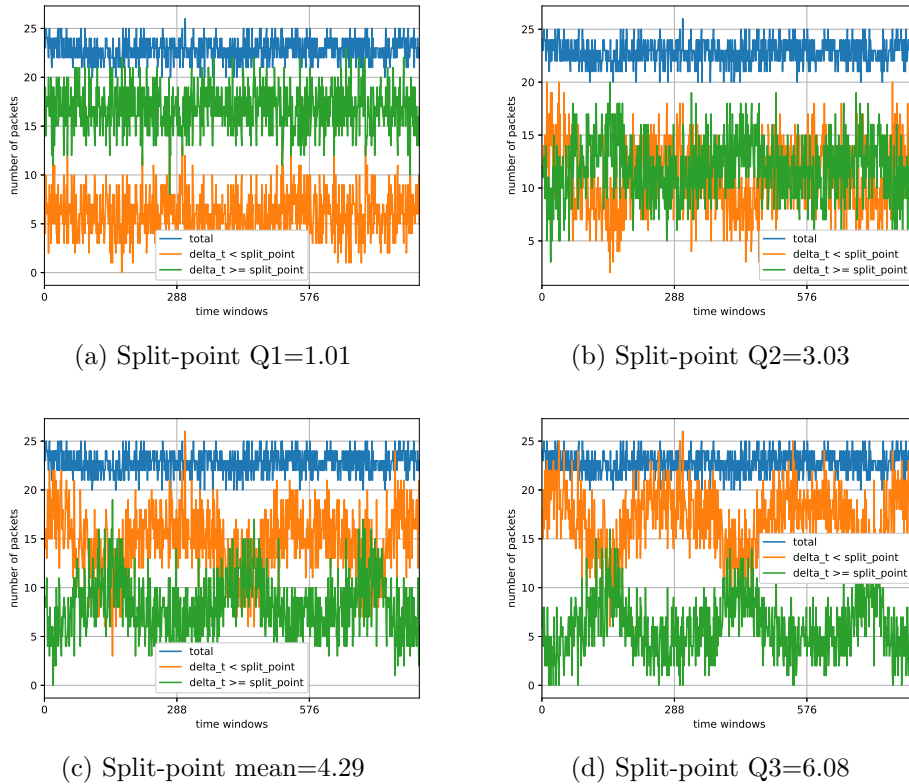 25
20
15
10
5
0
number of packets
total
delta_t < split_point
delta_t >= split_point
0
288
576
time windows
(a) Split-point Q1=1.01
25
20
15
10
5
number of packets
total
delta_t < split_point
delta_t >= split_point
0
288
576
time windows
(b) Split-point Q2=3.03
25
20
15
10
5
0
number of packets
total
delta_t < split_point
delta_t >= split_point
0
288
576
time windows
(c) Split-point mean=4.29
25
20
15
10
5
0
number of packets
total
delta_t < split_point
delta_t >= split_point
0
288
576
time windows
(d) Split-point Q3=6.08